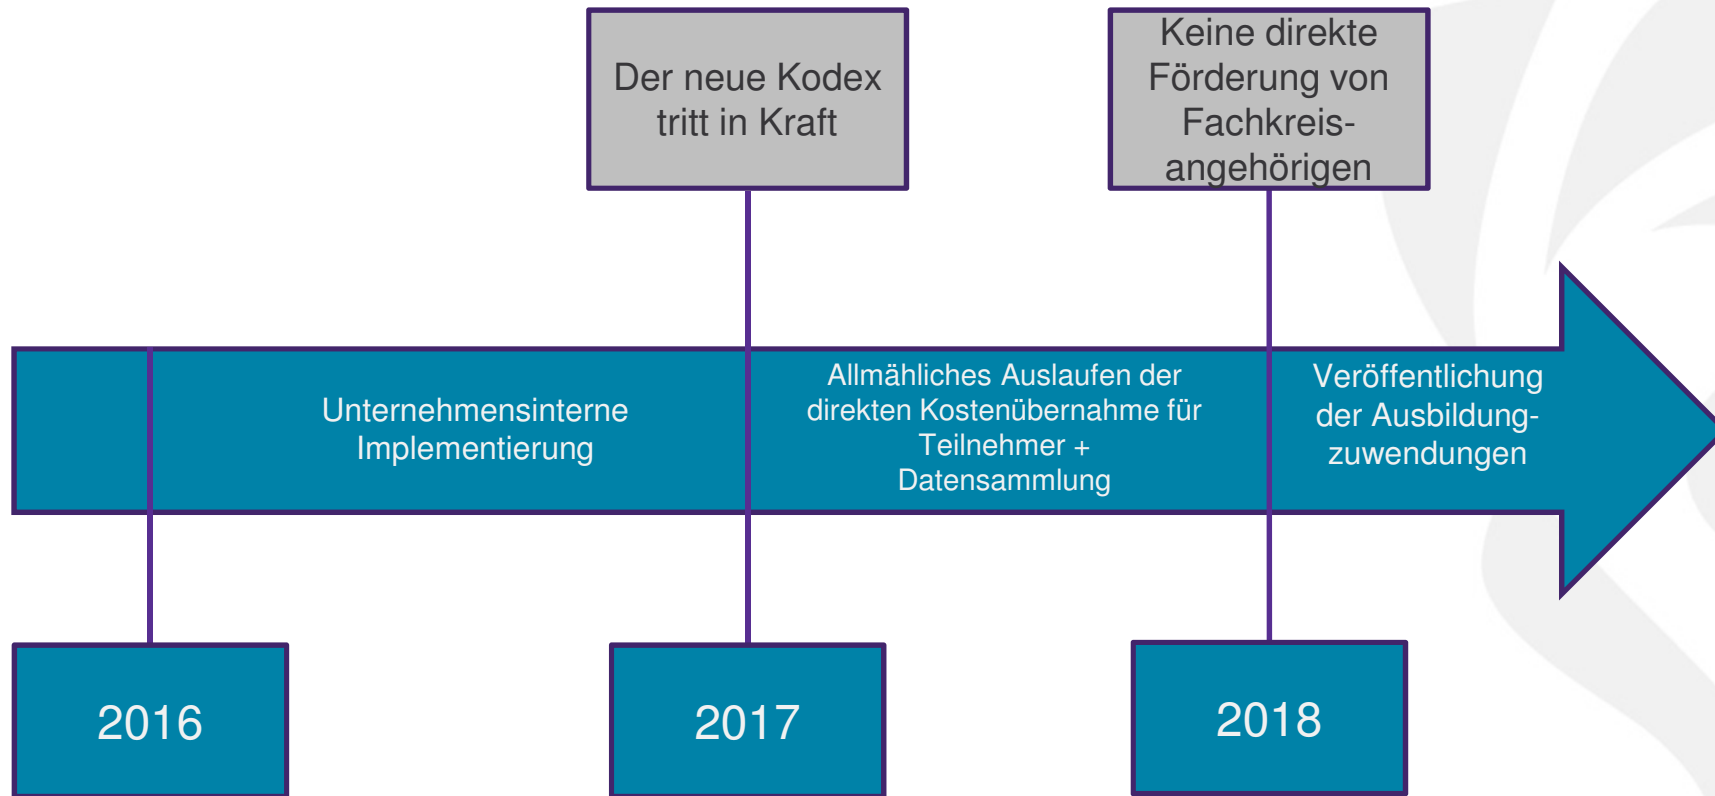 Der neue Kodex
tritt in Kraft
Keine direkte
Förderung von
Fachkreis-
angehörigen
Unternehmensinterne
Implementierung
Allmähliches Auslaufen der
direkten Kostenübernahme für
Teilnehmer +
Datensammlung
Veröffentlichung
der Ausbildung-
zuwendungen
2016
2017
2018